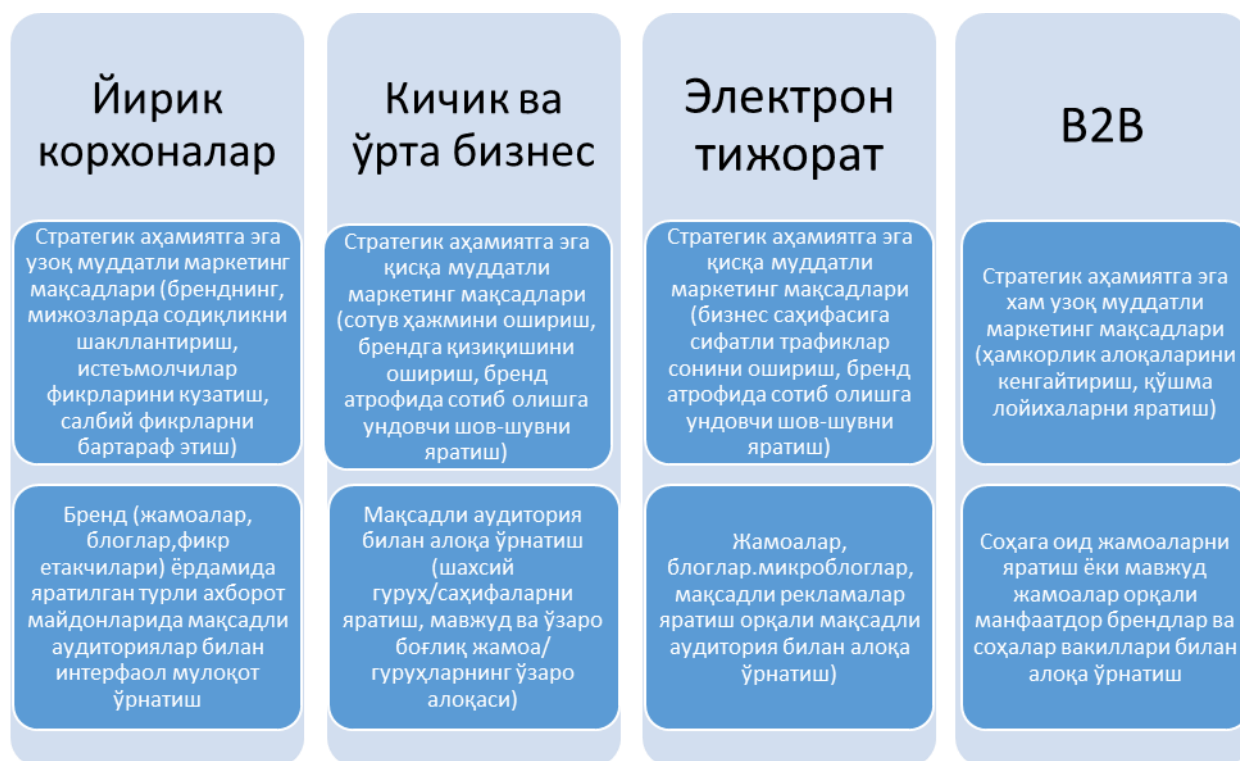 Йирик
корхоналар
Стратегик аҳамиятга эга
узоқ муддатли маркетинг
мақсадлари (бренднинг,
мижозларда содиқликни
шакллантириш,
истеъмолчилар
фикрларини кузатиш,
салбий фикрларни
бартараф этиш)
Бренд (жамоалар,
блоглар,фикр
етакчилари) ёрдамида
яратилган турли ахборот
майдонларида мақсадли
аудиториялар билан
интерфаол мулоқот
ўрнатиш
Кичик ва
ўрта бизнес
Стратегик аҳамиятга эга
қисқа муддатли
маркетинг мақсадлари
(сотув ҳажмини ошириш,
брендга қизиқишини
ошириш, бренд
атрофида сотиб олишга
ундовчи шов-шувни
яратиш)
Мақсадли аудитория
билан алоқа ўрнатиш
(шахсий
гуруҳ/саҳифаларни
яратиш, мавжуд ва ўзаро
боғлиқ жамоа/
гуруҳларнинг ўзаро
алоқаси)
Электрон
тижорат
Стратегик аҳамиятга эга
қисқа муддатли
маркетинг мақсадлари
(бизнес саҳифасига
сифатли трафиклар
сонини ошириш, бренд
атрофида сотиб олишга
ундовчи шов-шувни
яратиш)
Жамоалар,
блоглар.микроблоглар,
мақсадли рекламалар
яратиш орқали мақсадли
аудитория билан алоқа
ўрнатиш)
B2B
Стратегик аҳамиятга эга
хам узоқ муддатли
маркетинг мақсадлари
(ҳамкорлик алоқаларини
кенгайтириш, қўшма
лойихаларни яратиш)
Соҳага оид жамоаларни
яратиш ёки мавжуд
жамоалар орқали
манфаатдор брендлар ва
соҳалар вакиллари билан
алоқа ўрнатиш